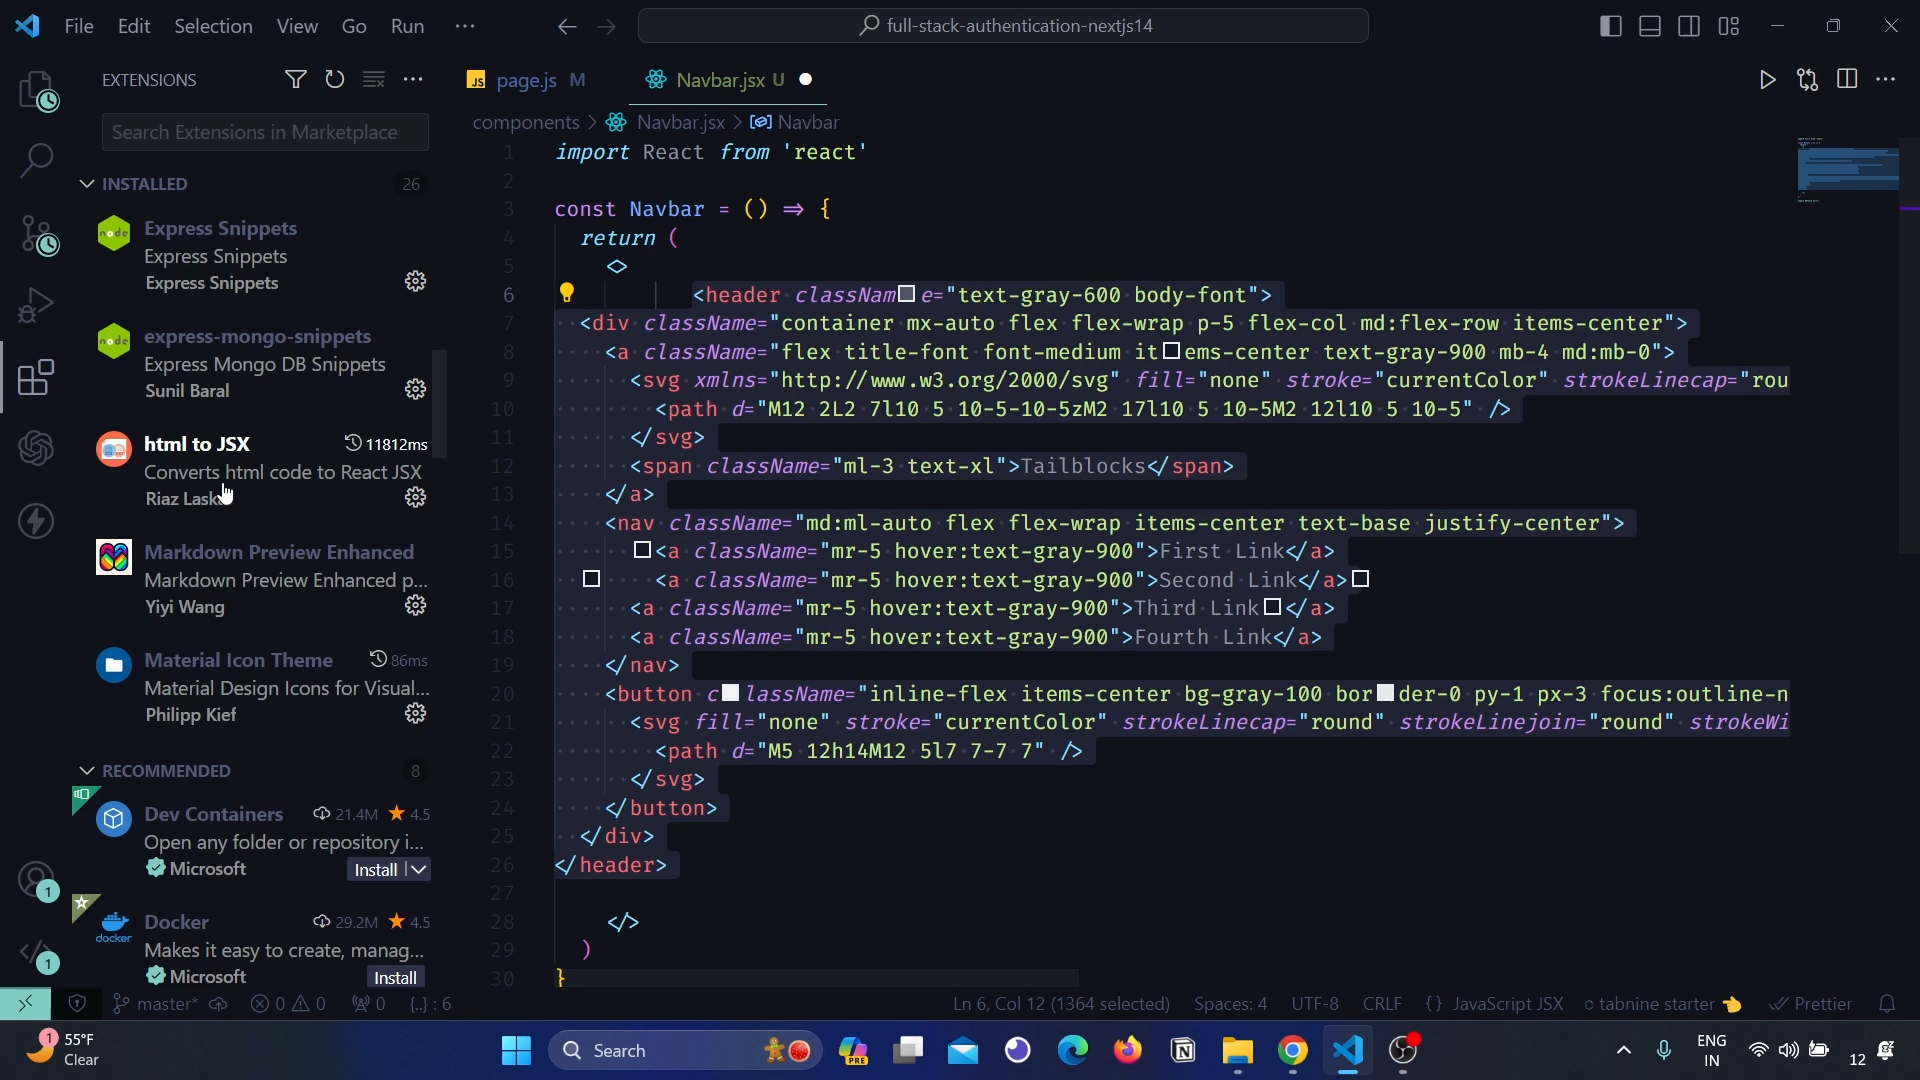 File Edit Selection View Go Run ···
full-stack-authentication-nextjs14
EXTENSIONS
Search Extensions in Marketplace
INSTALLED 26
Express Snippets
Express Snippets
Express Snippets
express-mongo-snippets
Express Mongo DB Snippets
Sunil Baral
html to JSX 11812ms
Converts html code to React JSX
Riaz
Markdown Preview Enhanced
Markdown Preview Enhanced p...
Yiyi Wang
Material Icon Theme 86ms
Material Design Icons for Visual...
Philipp Kief
RECOMMENDED 8
Dev Containers 21.4M ★ 4.5
Open any folder or repository i...
Microsoft Install
Docker 29.2M ★ 4.5
docker
Makes it easy to create, manag...
Microsoft Install
JS page.js M Navbar.jsx U
components > Navbar.jsx > Navbar
1 import React from 'react'
2
3 const Navbar = () => {
4 return (
5 <>
6 <header className="text-gray-600 body-font">
7 <div className="container mx-auto flex flex-wrap p-5 flex-col md:flex-row items-center">
8 <a className="flex title-font font-medium items-center text-gray-900 mb-4 md:mb-0">
9 <svg xmlns="http://www.w3.org/2000/svg" fill="none" stroke="currentColor" strokeLinecap="rou
10 <path d="M12 2L2 7l10 5 10-5-10-5zM2 17l10 5 10-5M2 12l10 5 10-5" />
11 </svg>
12 <span className="ml-3 text-xl">Tailblocks</span>
13 </a>
14 <nav className="md:ml-auto flex flex-wrap items-center text-base justify-center">
15 <a className="mr-5 hover:text-gray-900">First Link</a>
16 <a className="mr-5 hover:text-gray-900">Second Link</a>
17 <a className="mr-5 hover:text-gray-900">Third Link</a>
18 <a className="mr-5 hover:text-gray-900">Fourth Link</a>
19 </nav>
20 <button className="inline-flex items-center bg-gray-100 border-0 py-1 px-3 focus:outline-n
21 <svg fill="none" stroke="currentColor" strokeLinecap="round" strokeLinejoin="round" strokeWi
22 <path d="M5 12h14M12 5l7 7-7 7" />
23 </svg>
24 </button>
25 </div>
26 </header>
27
28 </>
29 )
30 }
1
1
master* 0 0 0 {..} : 6 Ln 6, Col 12 (1364 selected) Spaces: 4 UTF-8 CRLF {} JavaScript JSX tabnine starter Prettier
1 55°F
Clear
Search
PRE
ENG
IN
12